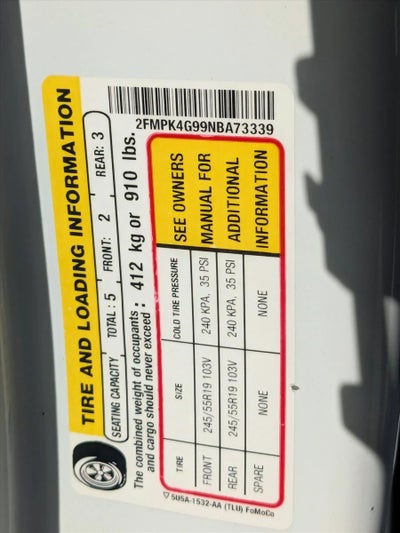 TIRE AND LOADING INFORMATION
SEATING CAPACITY TOTAL : 5 FRONT: 2 REAR: 3
The combined weight of occupants
and cargo should never exceed : 412 kg or 910 lbs.
2FMPK4G99NBA73339
TIRE SIZE COLD TIRE PRESSURE SEE OWNERS
FRONT 245/55R19 103V 240 KPA, 35 PSI MANUAL FOR
REAR 245/55R19 103V 240 KPA, 35 PSI ADDITIONAL
SPARE NONE NONE INFORMATION
5U5A-1532-AA (TLU) FoMoCo